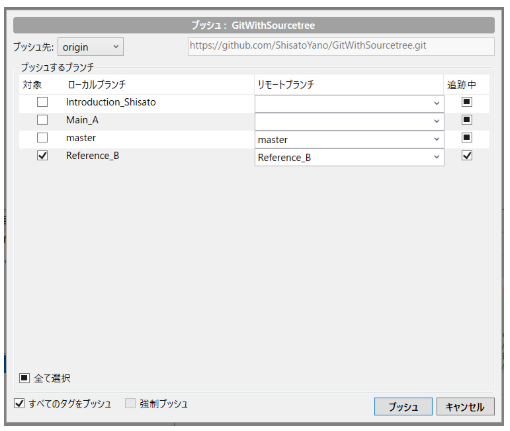 プッシュ : GitWithSourcetree
プッシュ先: origin https://github.com/ShisatoYano/GitWithSourcetree.git
プッシュするブランチ
対象 ローカルブランチ リモートブランチ 追跡中
Introduction_Shisato
Main_A
master master
Reference_B Reference_B
全て選択
すべてのタグをプッシュ 強制プッシュ
プッシュ キャンセル